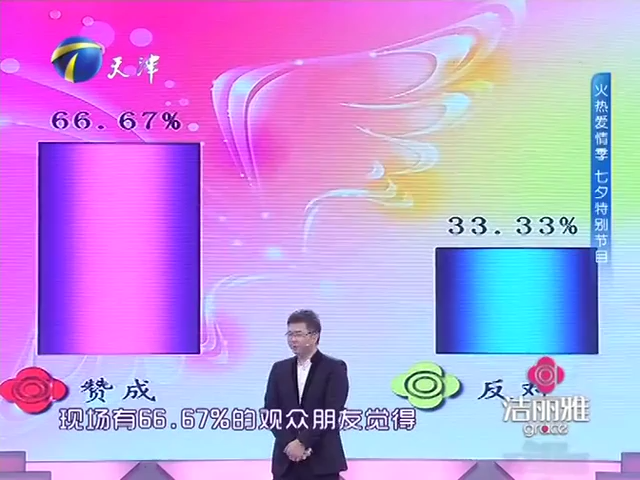 天津
66.67%
33.33%
火热爱情季 七夕特别节目
赞成
反对
洁丽雅
grace
现场有66.67%的观众朋友觉得